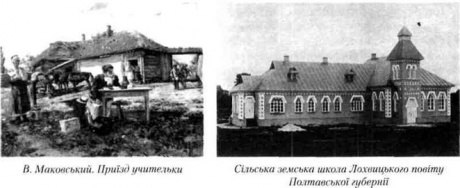 В. Маковський. Приїзд учительки
Сільська земська школа Лохвицького повіту
Полтавської губернії